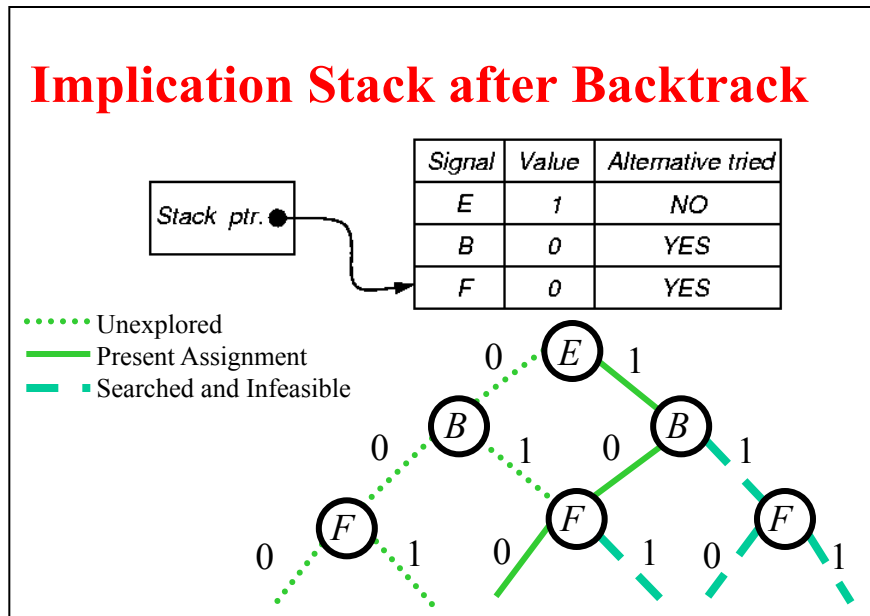 Implication Stack after Backtrack
Signal Value Alternative tried
E 1 NO
B 0 YES
F 0 YES
Stack ptr.
Unexplored
Present Assignment
Searched and Infeasible
0 E 1
B B
0 1 0 1
F F F
0 1 0 1 0 1